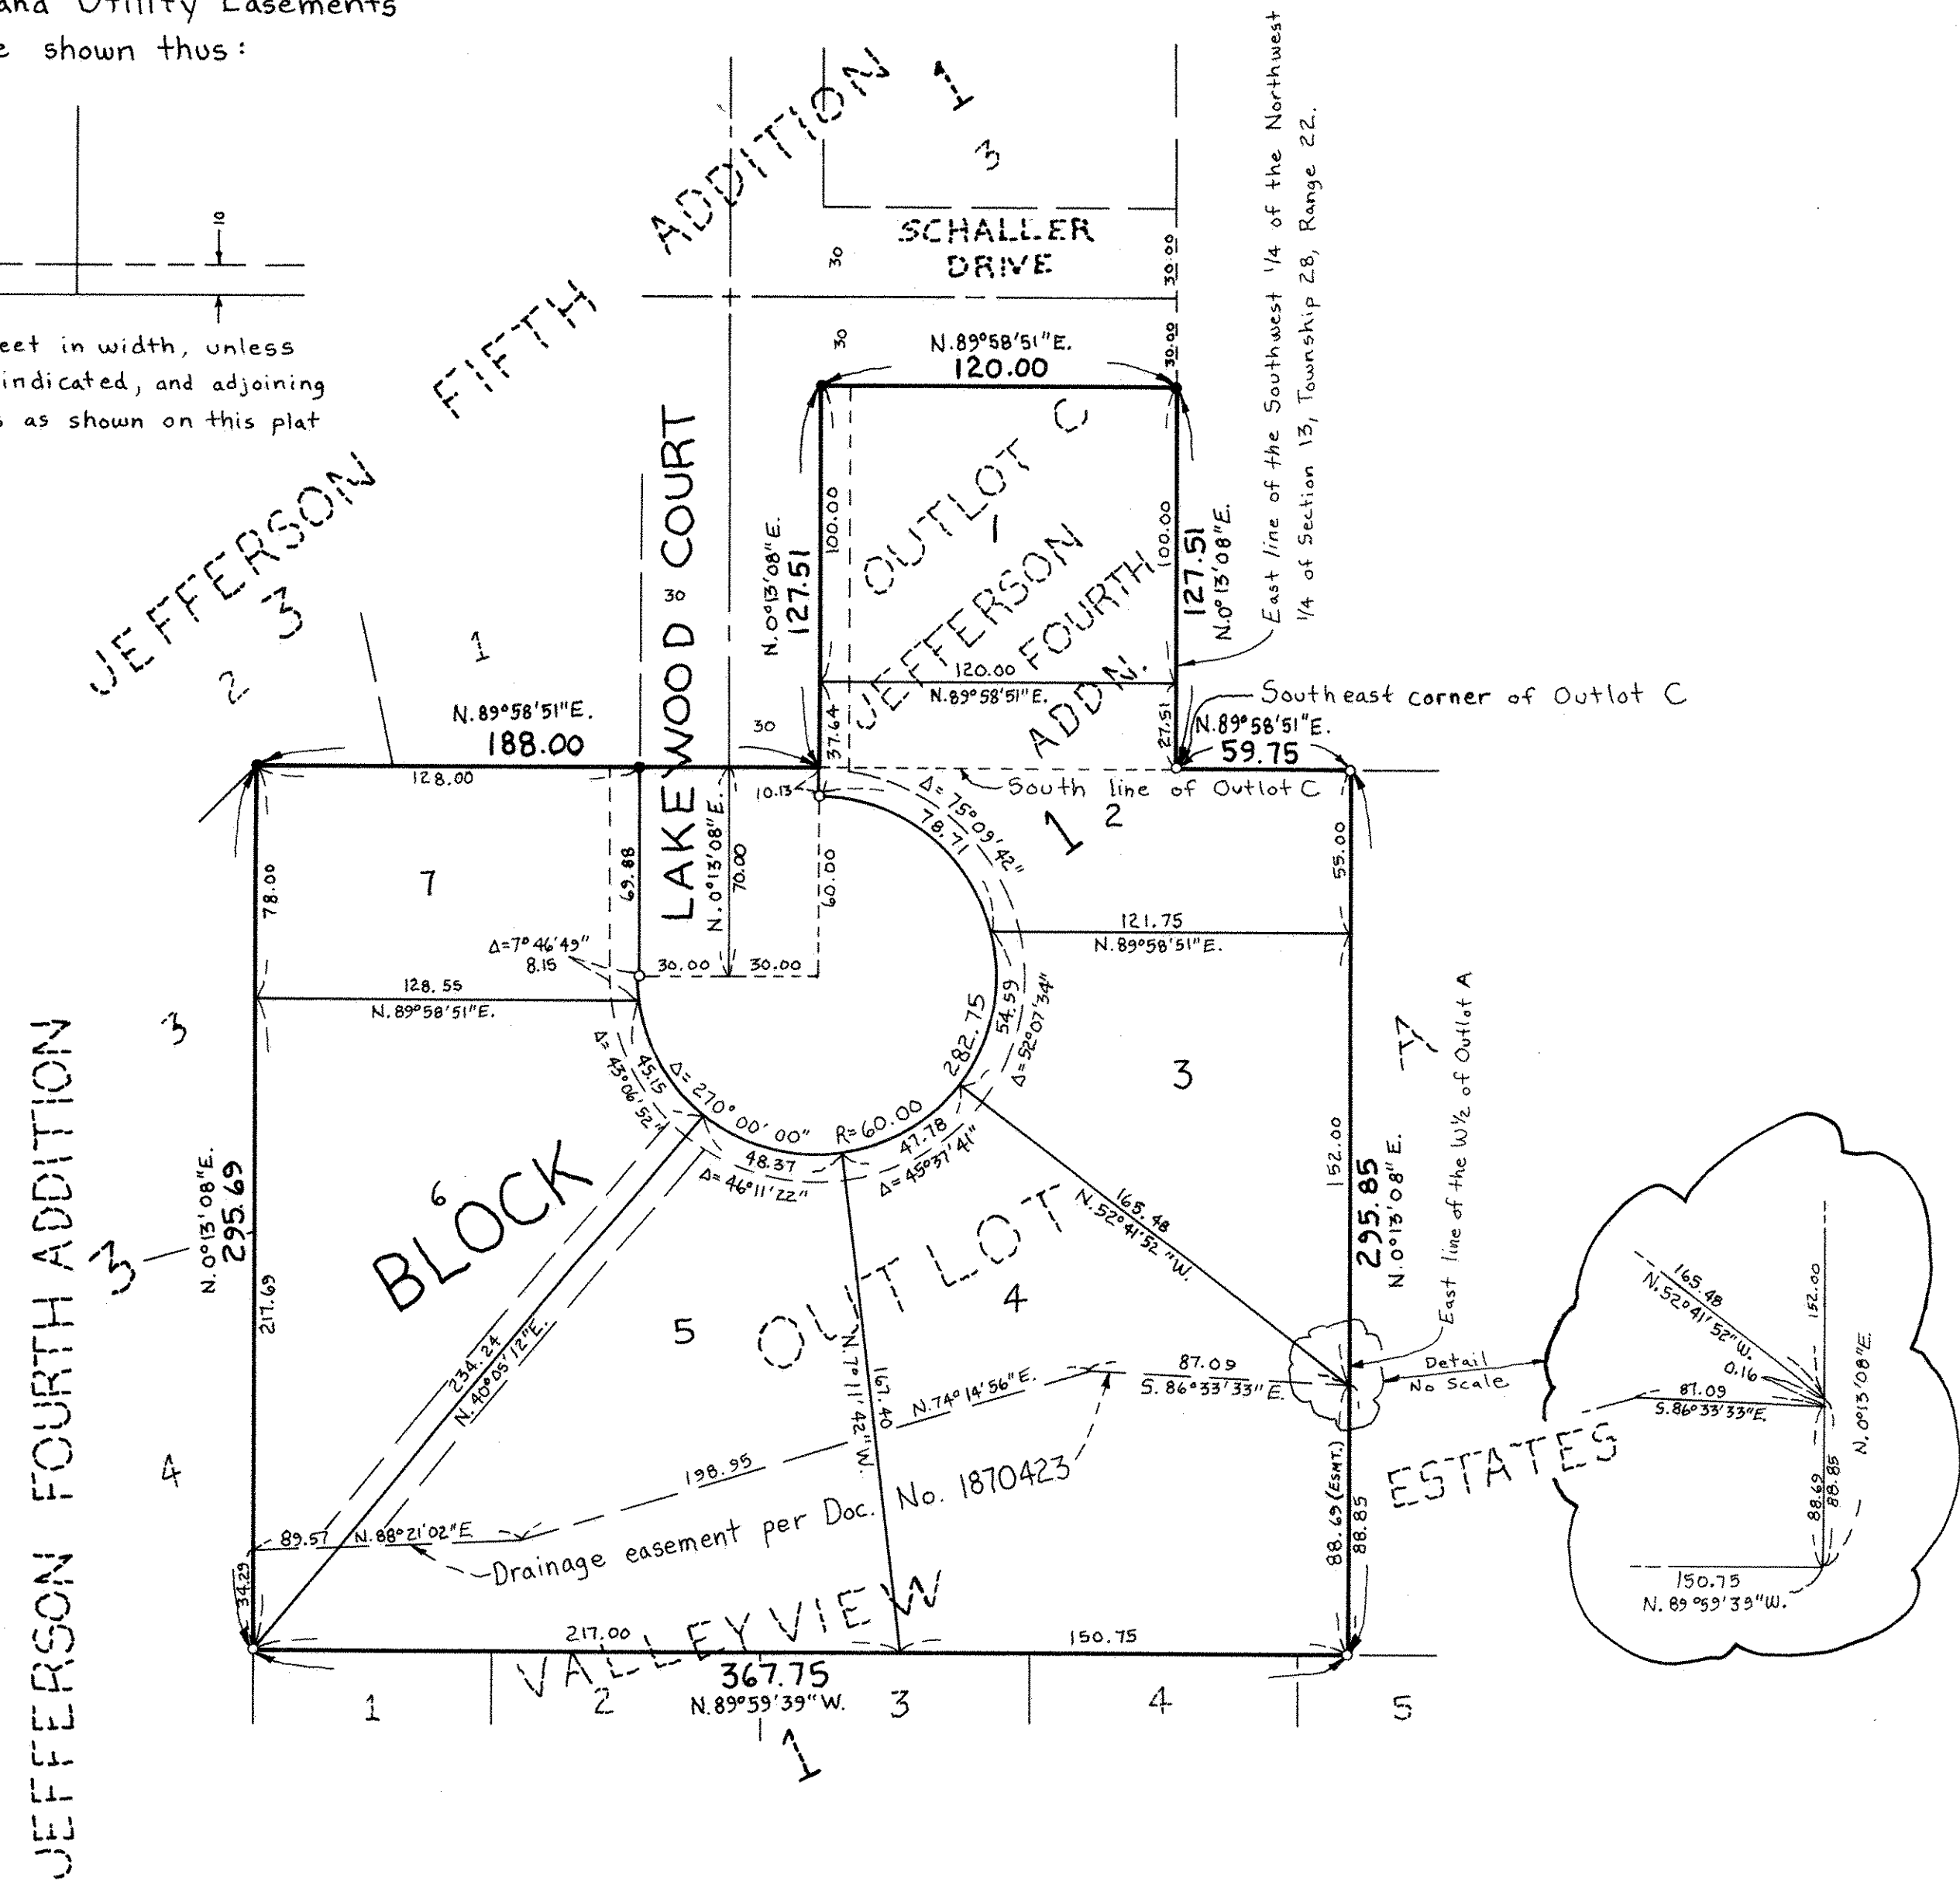 and Utility Easements
shown thus:
10
feet in width, unless
indicated, and adjoining
as shown on this plat
JEFFERSON FIFTH ADDITION
1
3
SCHALLER
DRIVE
30
30
30.00
30.00
N.89°58'51"E.
120.00
East line of the Southwest 1/4 of the Northwest
1/4 of Section 13, Township 28, Range 22.
LAKEWOOD COURT
30
30
N.0°13'08"E.
127.51
100.00
OUTLOT C
1
JEFFERSON
FOURTH
ADD'N.
100.00
127.51
N.0°13'08"E.
120.00
N.89°58'51"E.
37.64
27.51
Southeast corner of Outlot C
N.89°58'51"E.
59.75
South line of Outlot C
3
2
1
N.89°58'51"E.
188.00
128.00
10.13
N.0°13'08"E.
70.00
60.00
69.88
78.00
7
Δ=7°46'49"
8.15
30.00
30.00
128.55
N.89°58'51"E.
Δ=75°09'42"
78.71
1
2
55.00
121.75
N.89°58'51"E.
54.59
Δ=52°07'34"
282.75
Δ=270°00'00"
R=60.00
45.15
Δ=43°06'52"
48.37
Δ=46°11'22"
47.78
Δ=45°37'41"
3
152.00
295.85
N.0°13'08"E.
East line of the W½ of Outlot A
3
4
3
JEFFERSON FOURTH ADDITION
N.0°13'08"E.
295.69
217.69
6
BLOCK
5
OUTLOT
4
165.48
N.52°41'52"W.
234.24
N.40°05'12"E.
N.7°11'42"W.
167.40
N.74°14'56"E.
198.95
87.09
S.86°33'33"E.
Detail
No Scale
89.57
N.88°21'02"E
34.29
Drainage easement per Doc. No. 1870423
88.69 (ESMT.)
88.85
VALLEYVIEW
ESTATES
217.00
150.75
367.75
N.89°59'39"W.
1
2
3
4
5
1
165.48
N.52°41'52"W.
0.16
152.00
87.09
S.86°33'33"E.
N.0°13'08"E.
88.69
88.85
150.75
N.89°59'39"W.